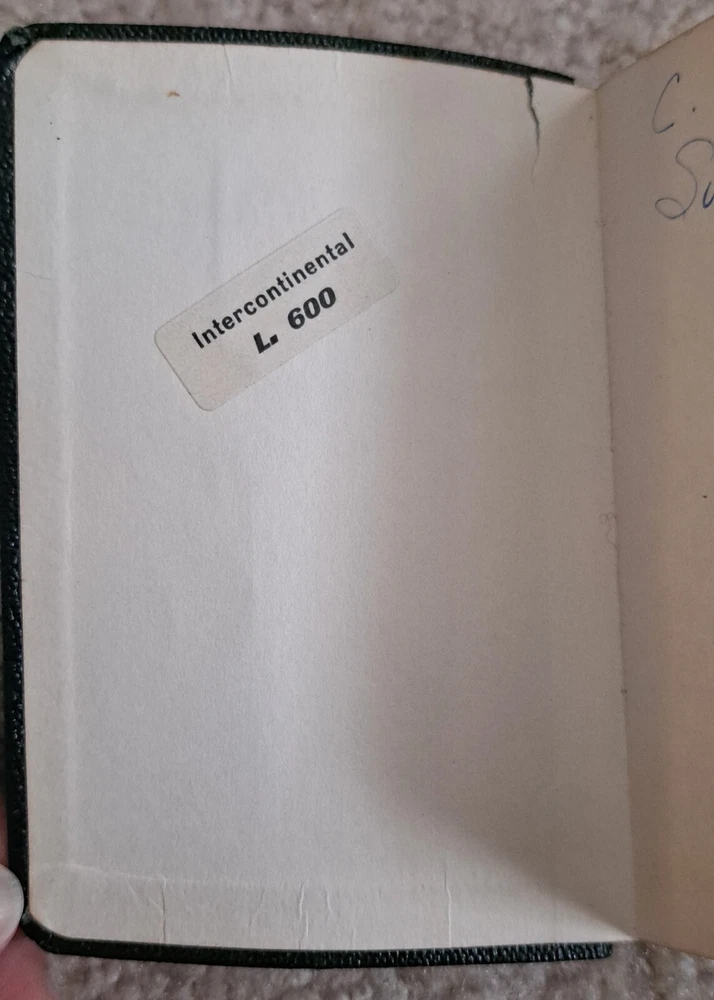 Intercontinental
L. 600
C.